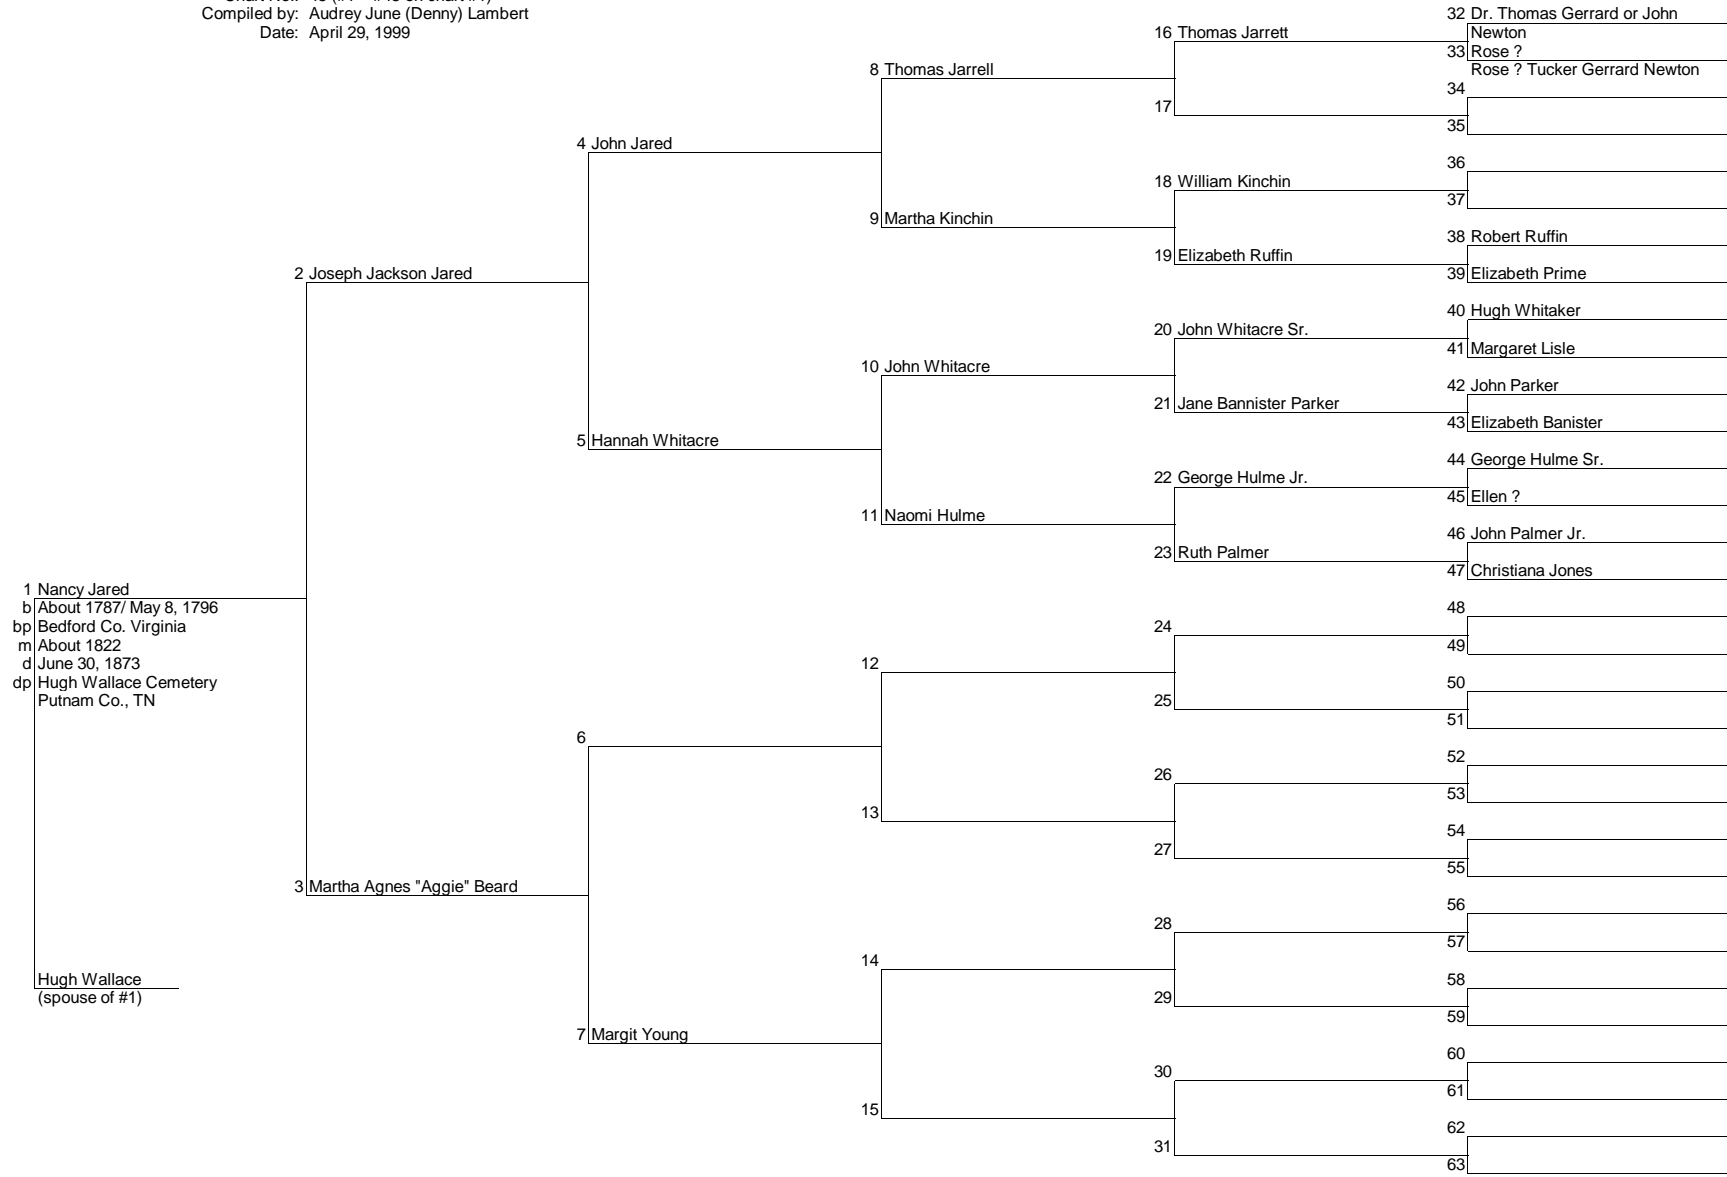 Compiled by: Audrey June (Denny) Lambert
Date: April 29, 1999
1 Nancy Jared
b About 1787/ May 8, 1796
bp Bedford Co. Virginia
m About 1822
d June 30, 1873
dp Hugh Wallace Cemetery
Putnam Co., TN
Hugh Wallace
(spouse of #1)
2 Joseph Jackson Jared
3 Martha Agnes "Aggie" Beard
4 John Jared
5 Hannah Whitacre
6
7 Margit Young
8 Thomas Jarrell
9 Martha Kinchin
10 John Whitacre
11 Naomi Hulme
12
13
14
15
16 Thomas Jarrett
17
18 William Kinchin
19 Elizabeth Ruffin
20 John Whitacre Sr.
21 Jane Bannister Parker
22 George Hulme Jr.
23 Ruth Palmer
24
25
26
27
28
29
30
31
32 Dr. Thomas Gerrard or John
Newton
33 Rose ?
Rose ? Tucker Gerrard Newton
34
35
36
37
38 Robert Ruffin
39 Elizabeth Prime
40 Hugh Whitaker
41 Margaret Lisle
42 John Parker
43 Elizabeth Banister
44 George Hulme Sr.
45 Ellen ?
46 John Palmer Jr.
47 Christiana Jones
48
49
50
51
52
53
54
55
56
57
58
59
60
61
62
63